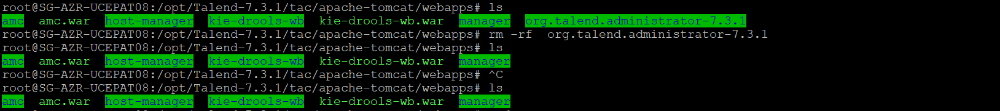 root@SG-AZR-UCEPAT08:/opt/Talend-7.3.1/tac/apache-tomcat/webapps# ls
amc  amc.war  host-manager  kie-drools-wb  kie-drools-wb.war  manager  org.talend.administrator-7.3.1
root@SG-AZR-UCEPAT08:/opt/Talend-7.3.1/tac/apache-tomcat/webapps# rm -rf  org.talend.administrator-7.3.1
root@SG-AZR-UCEPAT08:/opt/Talend-7.3.1/tac/apache-tomcat/webapps# ls
amc  amc.war  host-manager  kie-drools-wb  kie-drools-wb.war  manager
root@SG-AZR-UCEPAT08:/opt/Talend-7.3.1/tac/apache-tomcat/webapps# ^C
root@SG-AZR-UCEPAT08:/opt/Talend-7.3.1/tac/apache-tomcat/webapps# ls
amc  amc.war  host-manager  kie-drools-wb  kie-drools-wb.war  manager